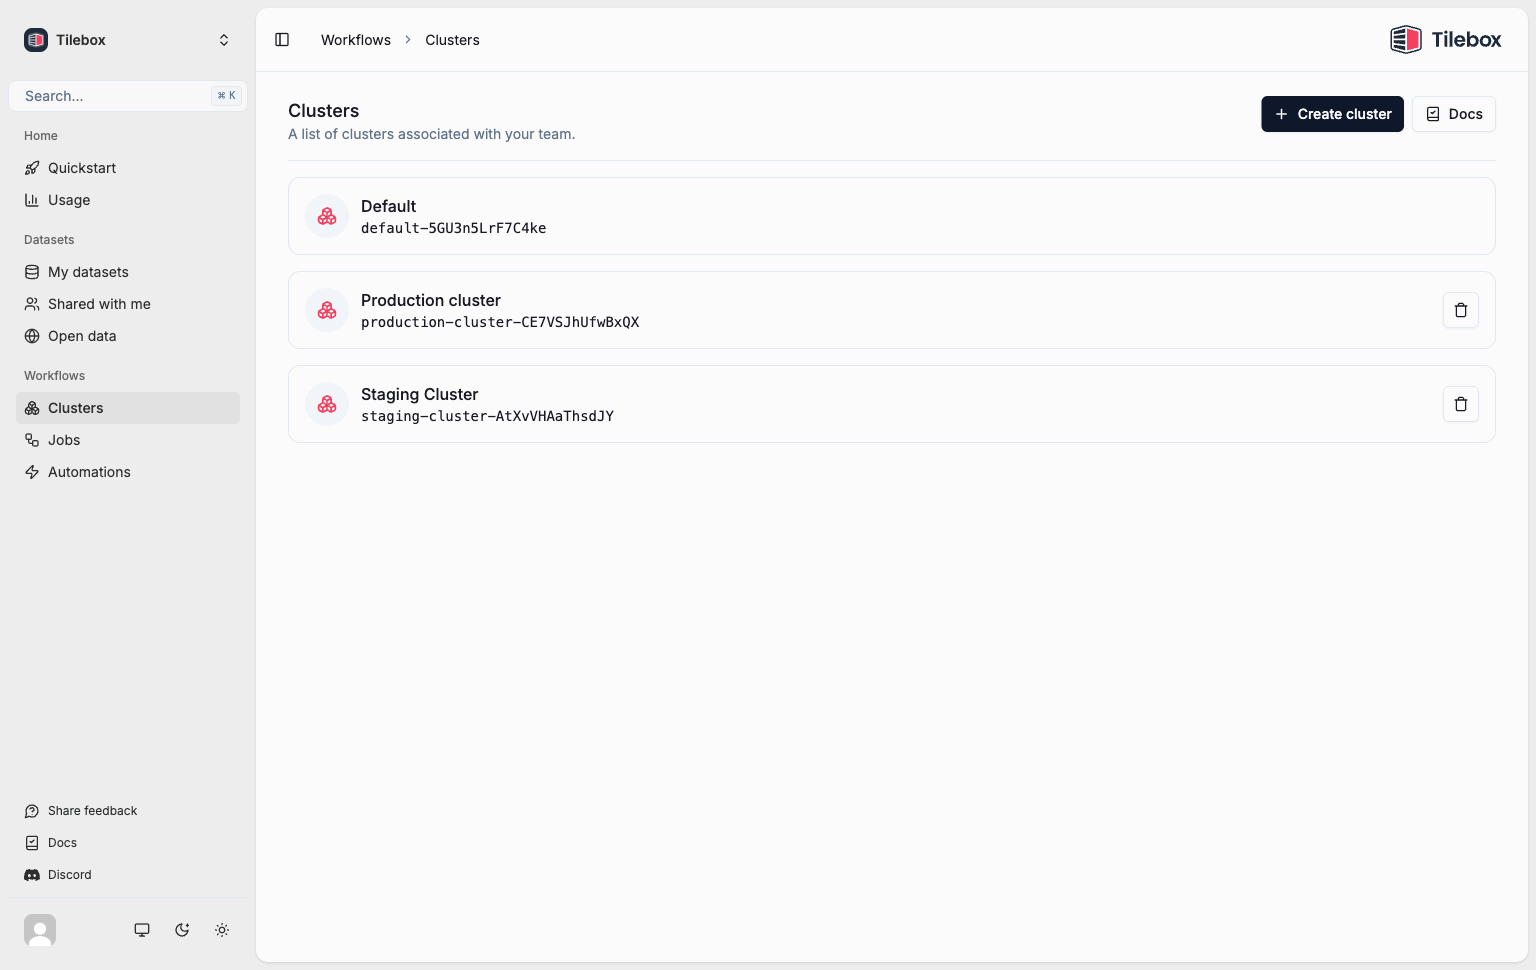 Tilebox
Search...
⌘ K
Home
Quickstart
Usage
Datasets
My datasets
Shared with me
Open data
Workflows
Clusters
Jobs
Automations
Share feedback
Docs
Discord
Workflows > Clusters
Tilebox
Clusters
A list of clusters associated with your team.
Create cluster
Docs
Default
default-5GU3n5LrF7C4ke
Production cluster
production-cluster-CE7VSJhUfwBxQX
Staging Cluster
staging-cluster-AtXvVHAaThsdJY